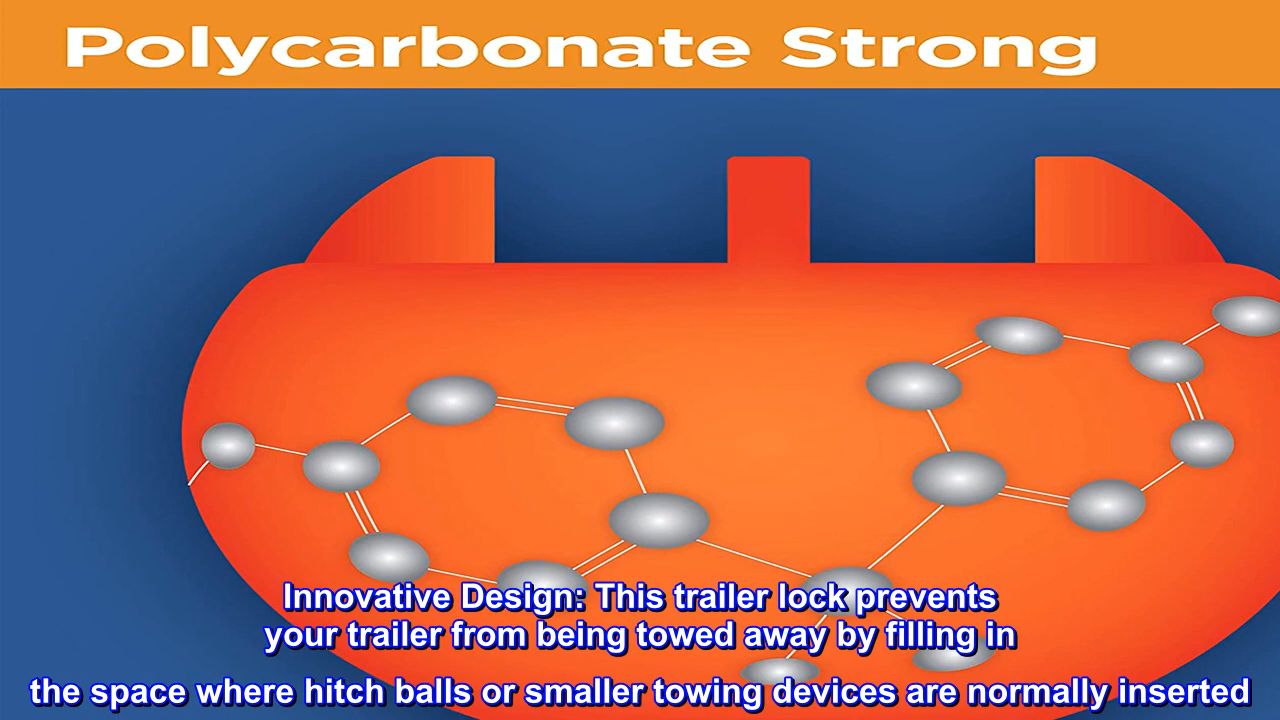 Polycarbonate Strong
Innovative Design: This trailer lock prevents
your trailer from being towed away by filling in
the space where hitch balls or smaller towing devices are normally inserted